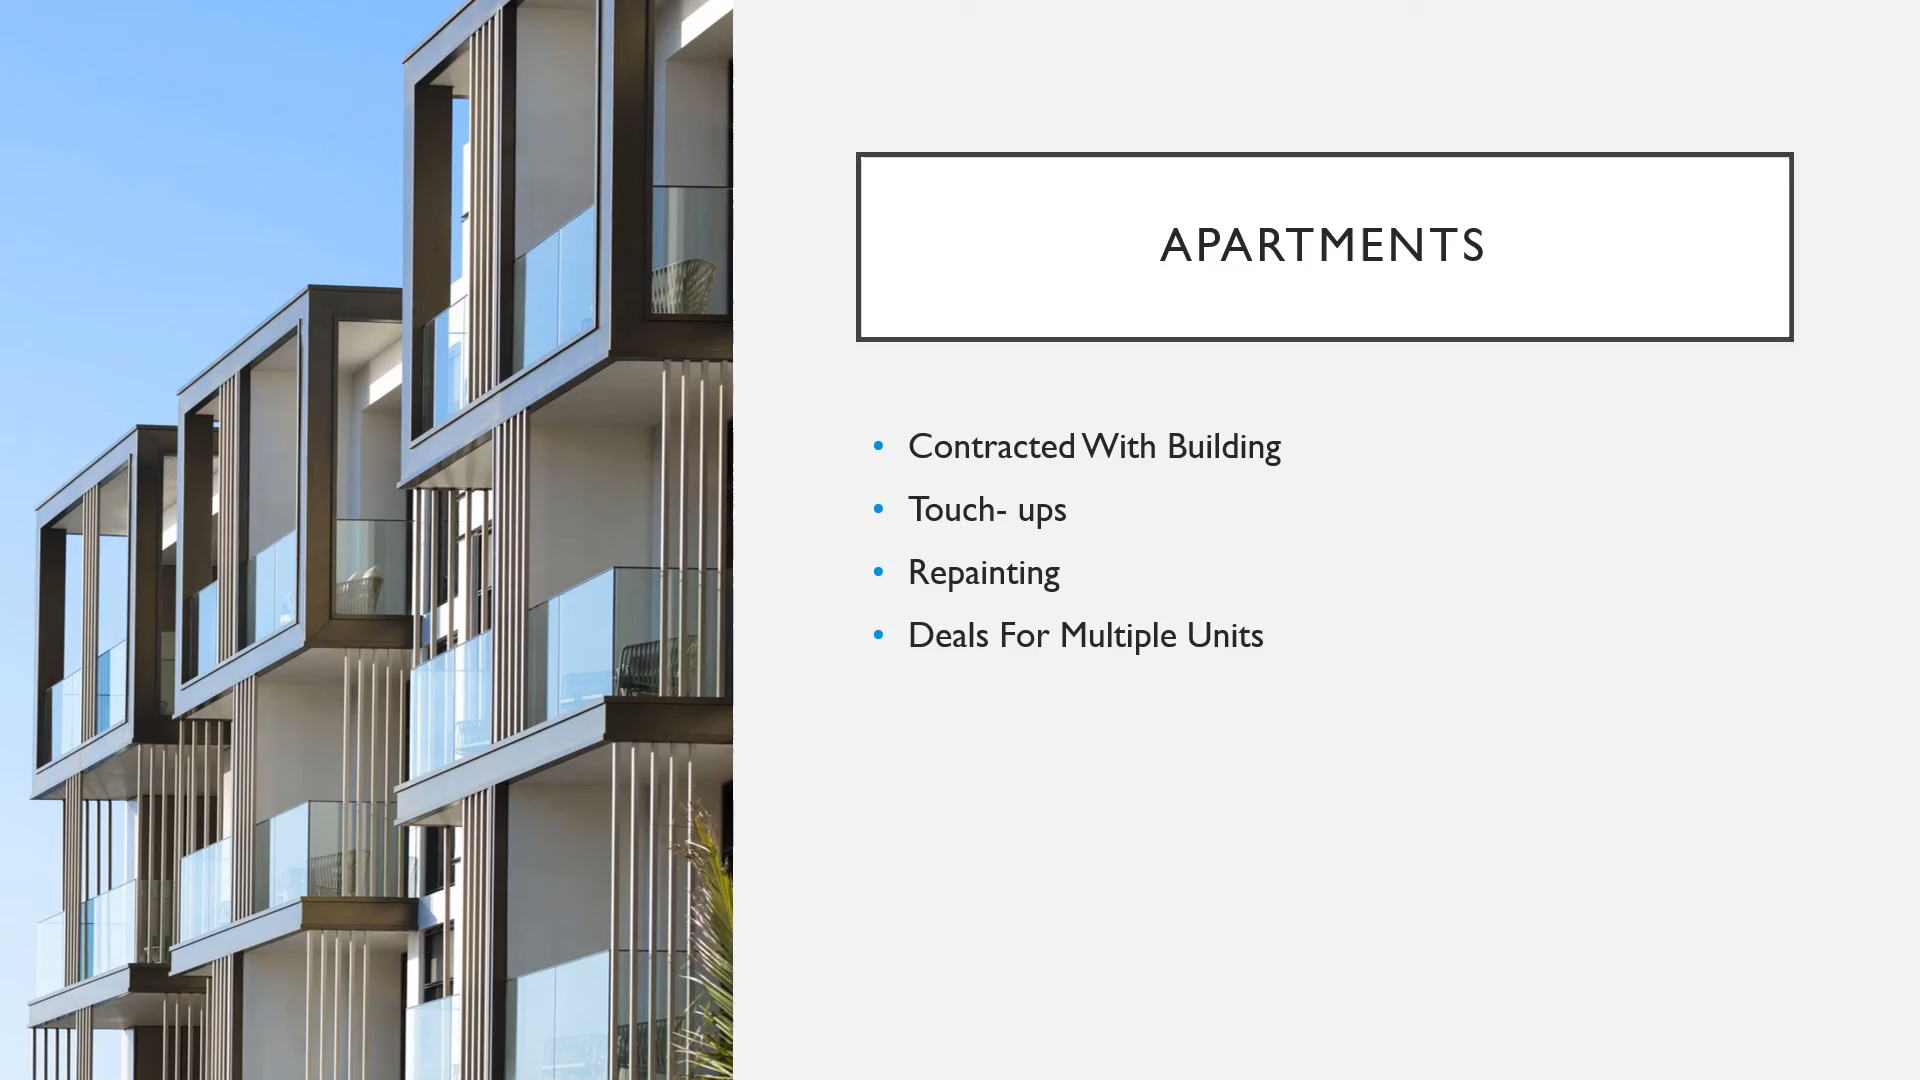 APARTMENTS
Contracted With Building
Touch- ups
Repainting
Deals For Multiple Units